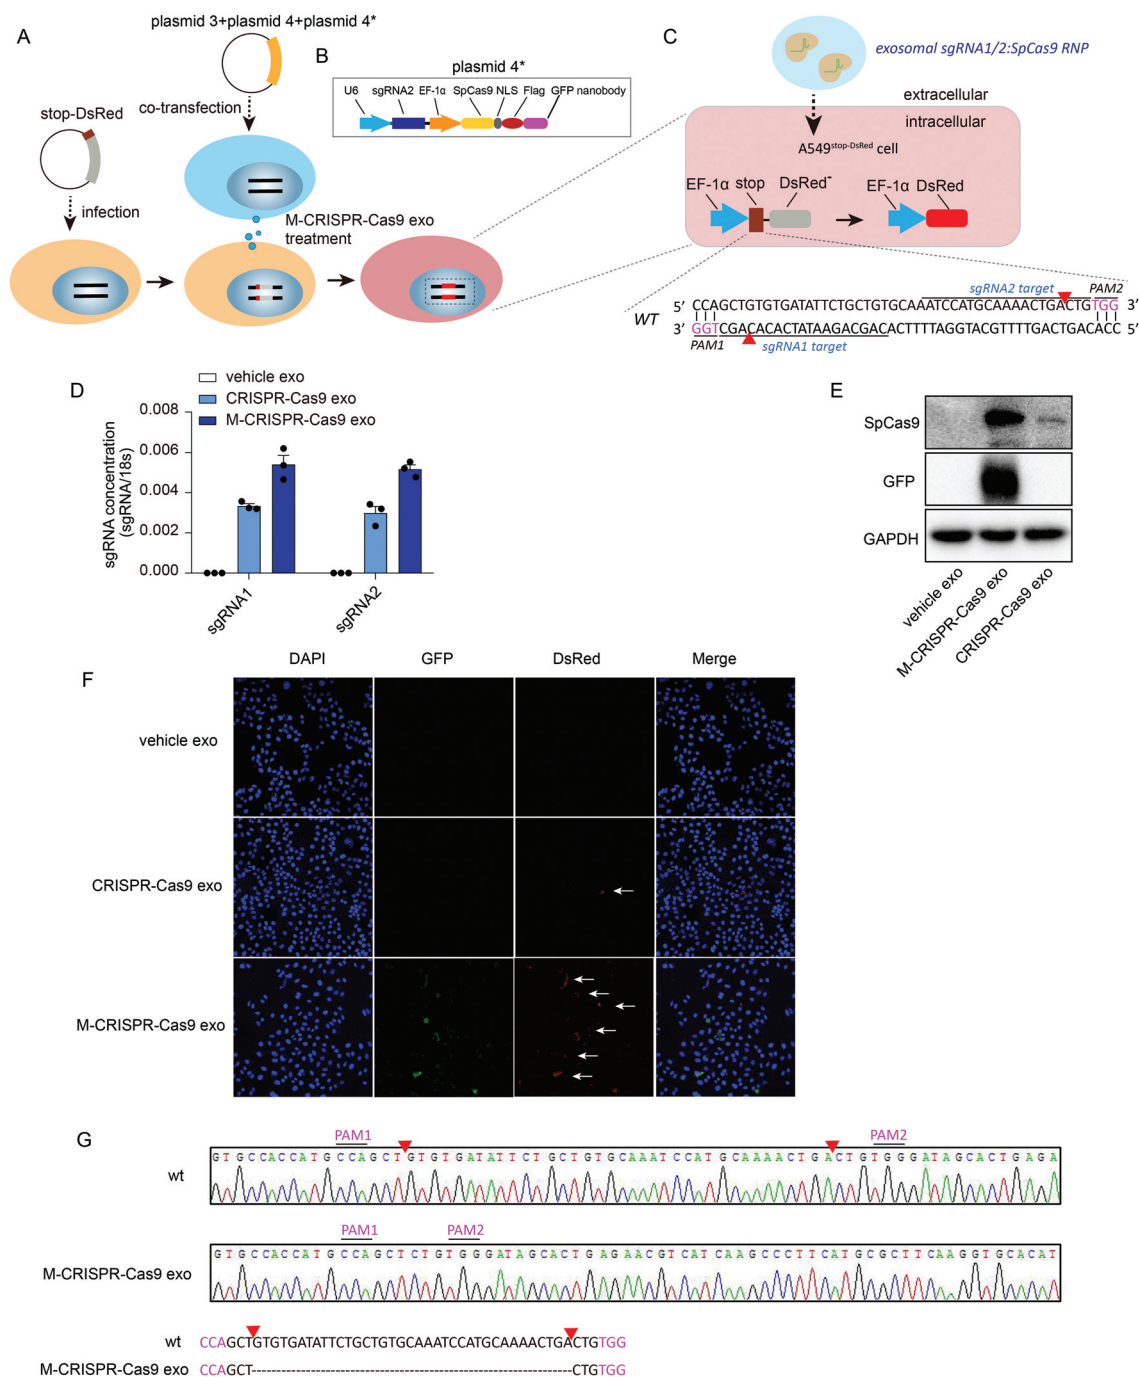 A
plasmid 3+plasmid 4+plasmid 4*
stop-DsRed
co-transfection
infection
M-CRISPR-Cas9 exo
treatment
B
plasmid 4*
U6 sgRNA2 EF-1α SpCas9 NLS Flag GFP nanobody
C
exosomal sgRNA1/2:SpCas9 RNP
extracellular
intracellular
A549stop-DsRed cell
EF-1α stop DsRed-
EF-1α DsRed
sgRNA2 target PAM2
5' CCAGCTGTGTGATATTCTGCTGTGCAAATCCATGCAAAACTGACTGTGG 3'
WT
3' GGTCGACACACTATAAGACGACACTTTTAGGTACGTTTTGACTGACACC 5'
PAM1 sgRNA1 target
D
vehicle exo
CRISPR-Cas9 exo
M-CRISPR-Cas9 exo
sgRNA concentration
(sgRNA/18s)
0.008
0.006
0.004
0.002
0.000
sgRNA1
sgRNA2
E
SpCas9
GFP
GAPDH
vehicle exo
M-CRISPR-Cas9 exo
CRISPR-Cas9 exo
F
DAPI GFP DsRed Merge
vehicle exo
CRISPR-Cas9 exo
M-CRISPR-Cas9 exo
G
PAM1 PAM2
wt
GTGCCACCATGCCAGCTGTGTGATATTCTGCTGTGCAAATCCATGCAAAACTGACTGTGGGATAGCACTGAGA
PAM1 PAM2
M-CRISPR-Cas9 exo
GTGCCACCATGCCAGCTCTGTGGGATAGCACTGAGAACGTCATCAAGCCCTTCATGCGCTTCAAGGTGCACAT
wt CCAGCTGTGTGATATTCTGCTGTGCAAATCCATGCAAAACTGACTGTGG
M-CRISPR-Cas9 exo CCAGCT-------------------------------------CTGTGG